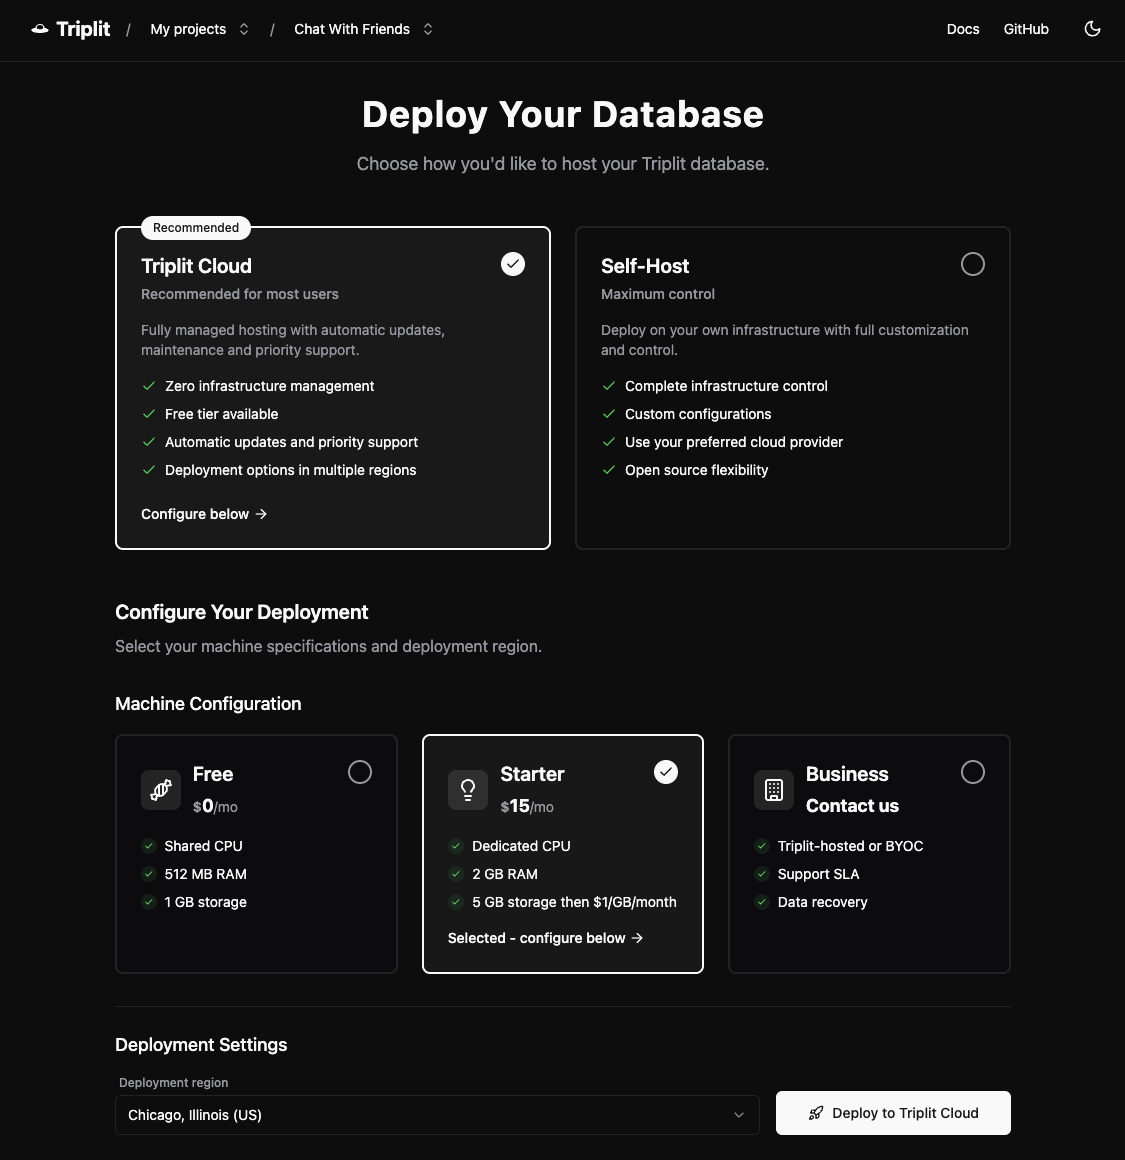 Triplit / My projects / Chat With Friends Docs GitHub
Deploy Your Database
Choose how you'd like to host your Triplit database.
Recommended
Triplit Cloud
Recommended for most users
Fully managed hosting with automatic updates,
maintenance and priority support.
Zero infrastructure management
Free tier available
Automatic updates and priority support
Deployment options in multiple regions
Configure below →
Self-Host
Maximum control
Deploy on your own infrastructure with full customization
and control.
Complete infrastructure control
Custom configurations
Use your preferred cloud provider
Open source flexibility
Configure Your Deployment
Select your machine specifications and deployment region.
Machine Configuration
Free
$0/mo
Shared CPU
512 MB RAM
1 GB storage
Starter
$15/mo
Dedicated CPU
2 GB RAM
5 GB storage then $1/GB/month
Selected - configure below →
Business
Contact us
Triplit-hosted or BYOC
Support SLA
Data recovery
Deployment Settings
Deployment region
Chicago, Illinois (US)
Deploy to Triplit Cloud